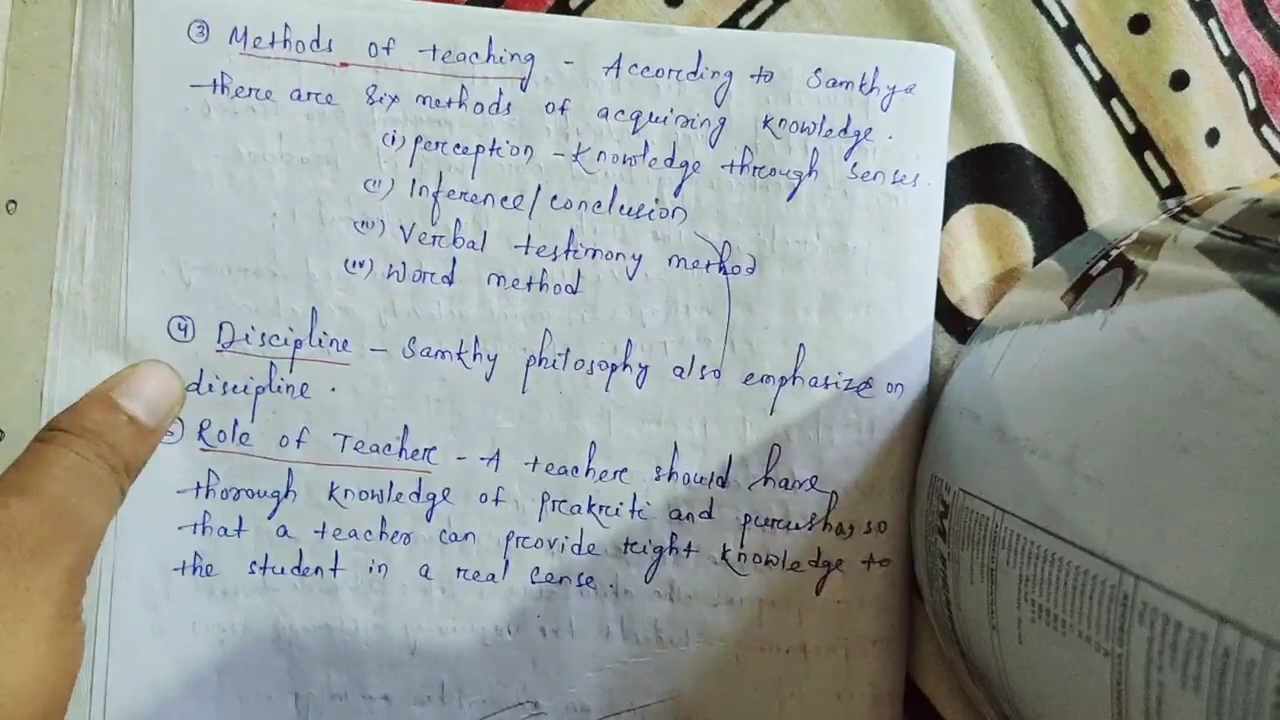 ③ Methods of teaching - According to Samkhya
there are six methods of acquiring knowledge.
(i) perception - Knowledge through senses.
(ii) Inference/conclusion
(iii) Verbal testimony method
(iv) Word method
④ Discipline - Samkhy philosophy also emphasize on
discipline.
Role of Teacher - A teacher should have
thorough knowledge of prakriti and purusha, so
that a teacher can provide right knowledge to
the student in a real sense.